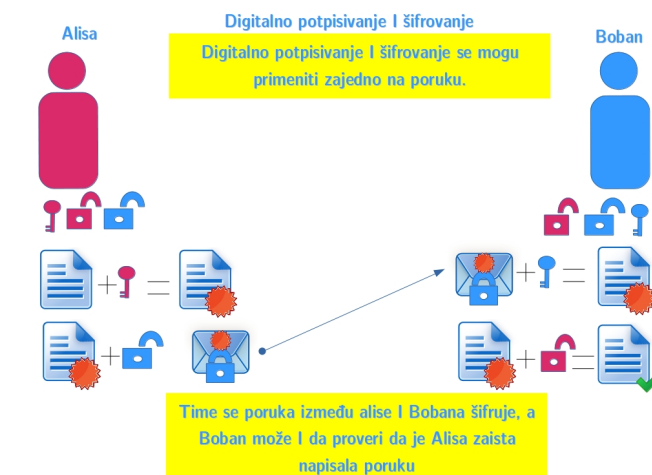 Digitalno potpisivanje I šifrovanje
Alisa
Boban
Digitalno potpisivanje I šifrovanje se mogu
primeniti zajedno na poruku.
Time se poruka između alise I Bobana šifruje, a
Boban može I da proveri da je Alisa zaista
napisala poruku